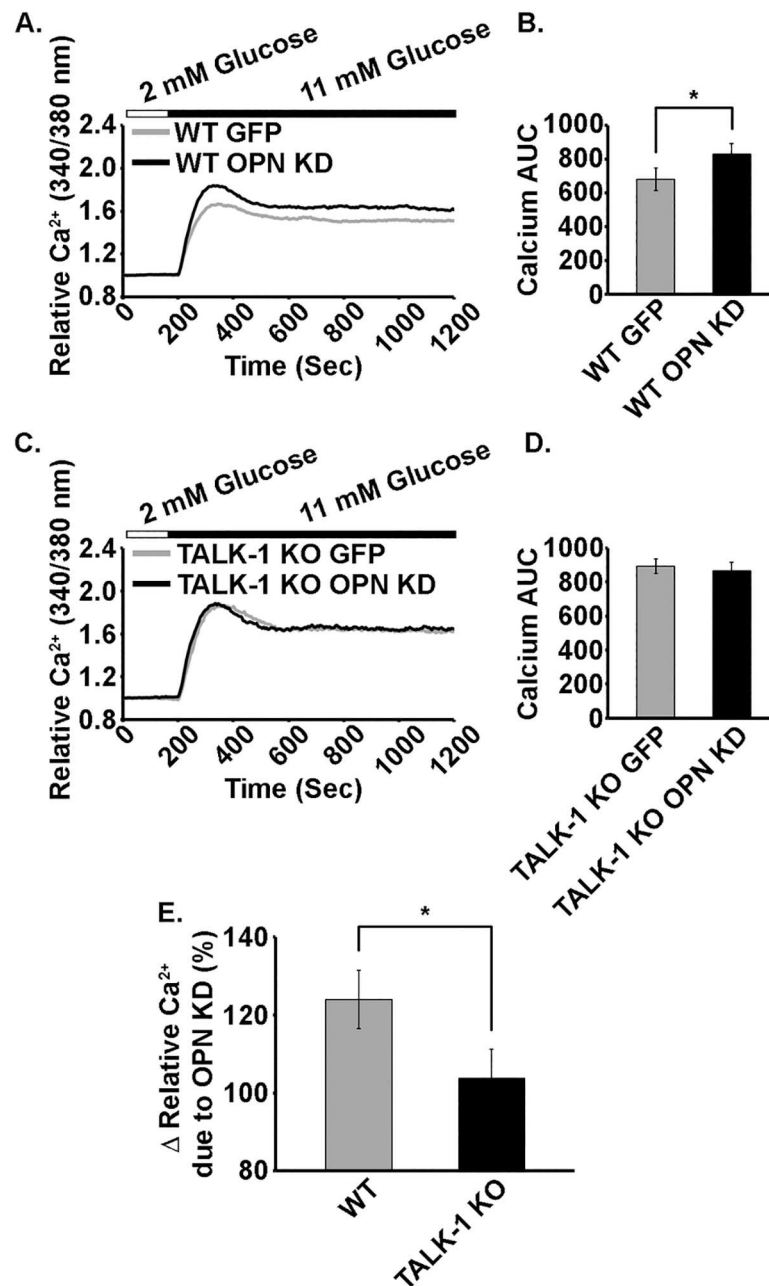 A.
2 mM Glucose
11 mM Glucose
Relative Ca²⁺ (340/380 nm)
2.4
2.0
1.6
1.2
0.8
WT GFP
WT OPN KD
0
200
400
600
800
1000
1200
Time (Sec)
B.
*
Calcium AUC
1000
800
600
400
200
0
WT GFP
WT OPN KD
C.
2 mM Glucose
11 mM Glucose
Relative Ca²⁺ (340/380 nm)
2.4
2.0
1.6
1.2
0.8
TALK-1 KO GFP
TALK-1 KO OPN KD
0
200
400
600
800
1000
1200
Time (Sec)
D.
Calcium AUC
1000
800
600
400
200
0
TALK-1 KO GFP
TALK-1 KO OPN KD
E.
*
Δ Relative Ca²⁺
due to OPN KD (%)
140
120
100
80
WT
TALK-1 KO